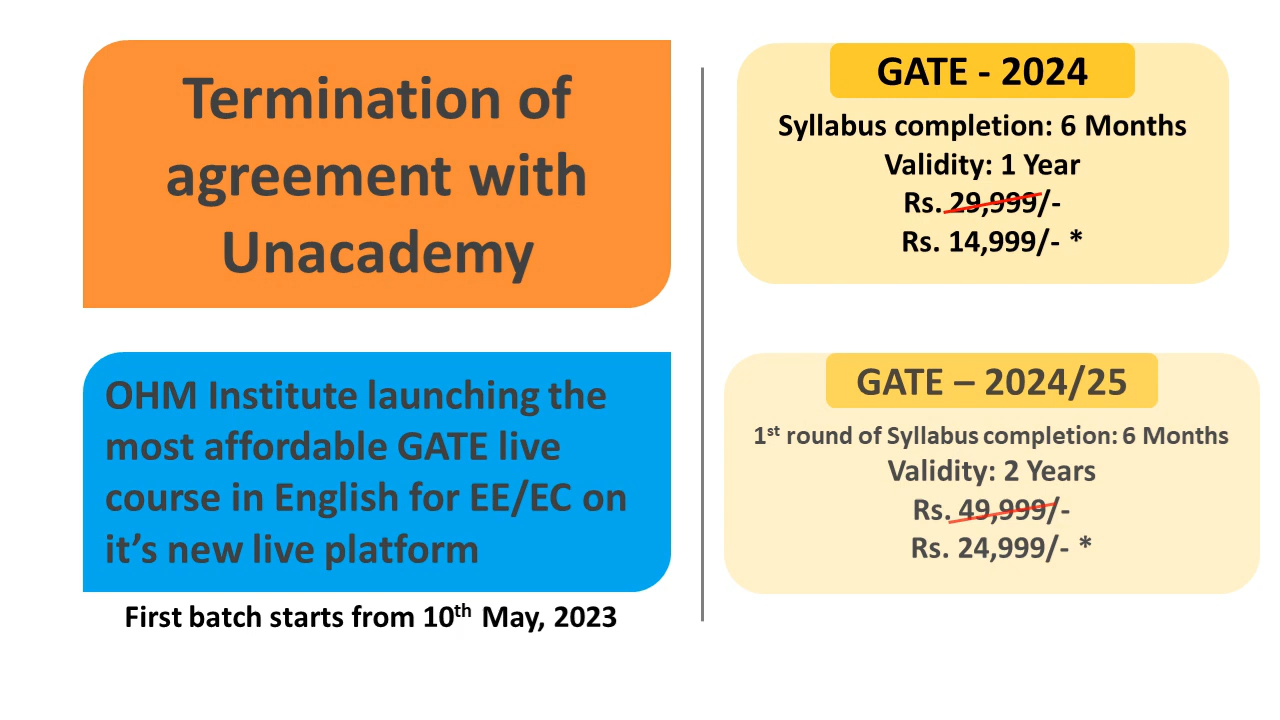 Termination of
agreement with
Unacademy
OHM Institute launching the
most affordable GATE live
course in English for EE/EC on
it’s new live platform
First batch starts from 10th May, 2023
GATE - 2024
Syllabus completion: 6 Months
Validity: 1 Year
Rs. 29,999/-
Rs. 14,999/- *
GATE – 2024/25
1st round of Syllabus completion: 6 Months
Validity: 2 Years
Rs. 49,999/-
Rs. 24,999/- *